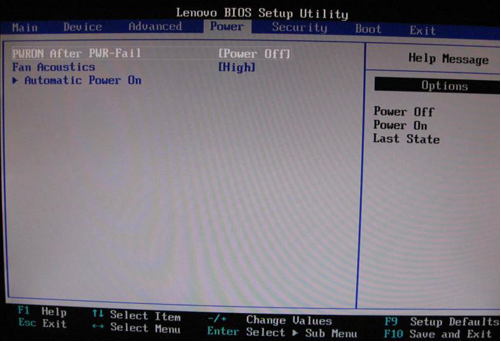 Lenovo BIOS Setup Utility
Main Device Advanced Power Security Boot Exit
PWRON After PWR-Fail [Power Off]
Fan Acoustics [High]
▶ Automatic Power On
Help Message
Options
Power Off
Power On
Last State
F1 Help ↑↓ Select Item -/+ Change Values F9 Setup Defaults
Esc Exit ↔ Select Menu Enter Select ▶ Sub Menu F10 Save and Exit